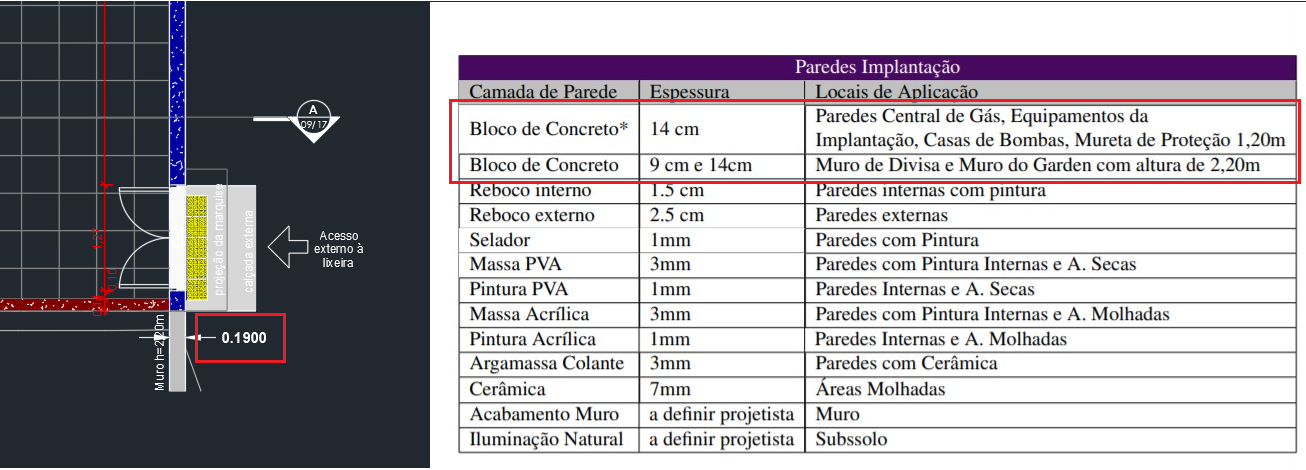 A
09/17
projeção da marquise
calçada externa
Acesso
externo à
lixeira
Muro h=2,20m
0.1900
Paredes Implantação
Camada de Parede Espessura Locais de Aplicação
Bloco de Concreto* 14 cm Paredes Central de Gás, Equipamentos da
Implantação, Casas de Bombas, Mureta de Proteção 1,20m
Bloco de Concreto 9 cm e 14cm Muro de Divisa e Muro do Garden com altura de 2,20m
Reboco interno 1.5 cm Paredes internas com pintura
Reboco externo 2.5 cm Paredes externas
Selador 1mm Paredes com Pintura
Massa PVA 3mm Paredes com Pintura Internas e A. Secas
Pintura PVA 1mm Paredes Internas e A. Secas
Massa Acrílica 3mm Paredes com Pintura Internas e A. Molhadas
Pintura Acrílica 1mm Paredes Internas e A. Molhadas
Argamassa Colante 3mm Paredes com Cerâmica
Cerâmica 7mm Áreas Molhadas
Acabamento Muro a definir projetista Muro
Iluminação Natural a definir projetista Subssolo